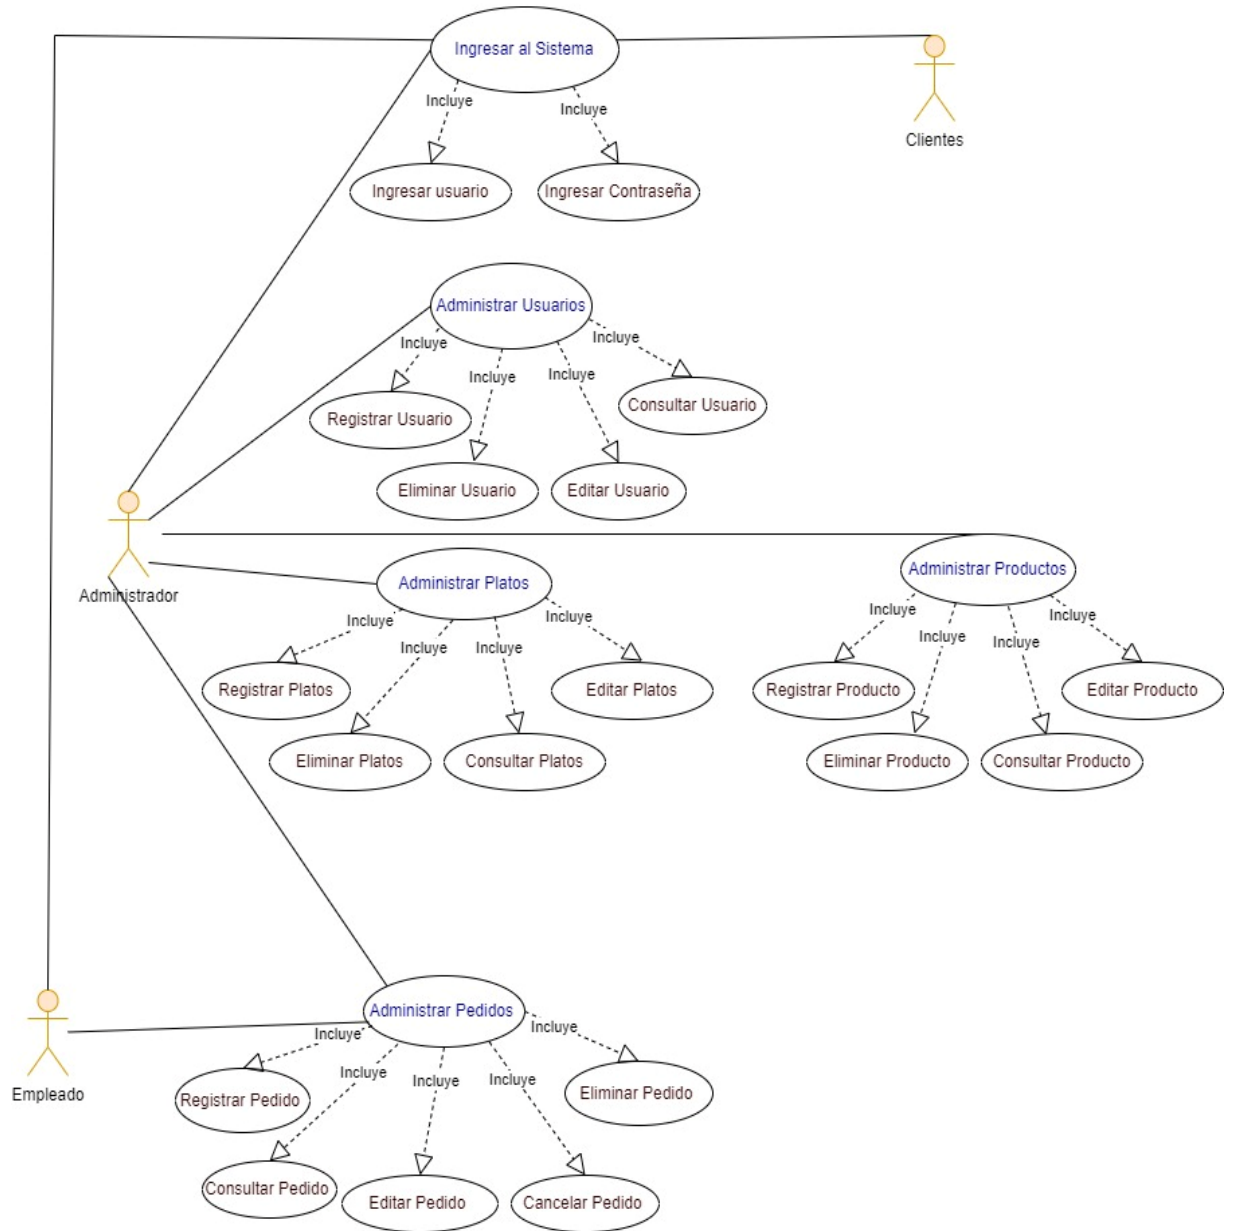 Ingresar al Sistema
Incluye
Incluye
Clientes
Ingresar usuario
Ingresar Contraseña
Administrar Usuarios
Incluye
Incluye
Incluye
Incluye
Registrar Usuario
Consultar Usuario
Eliminar Usuario
Editar Usuario
Administrador
Administrar Platos
Administrar Productos
Incluye
Incluye
Incluye
Incluye
Incluye
Incluye
Incluye
Incluye
Registrar Platos
Editar Platos
Registrar Producto
Editar Producto
Eliminar Platos
Consultar Platos
Eliminar Producto
Consultar Producto
Administrar Pedidos
Incluye
Incluye
Incluye
Incluye
Incluye
Empleado
Registrar Pedido
Eliminar Pedido
Consultar Pedido
Editar Pedido
Cancelar Pedido